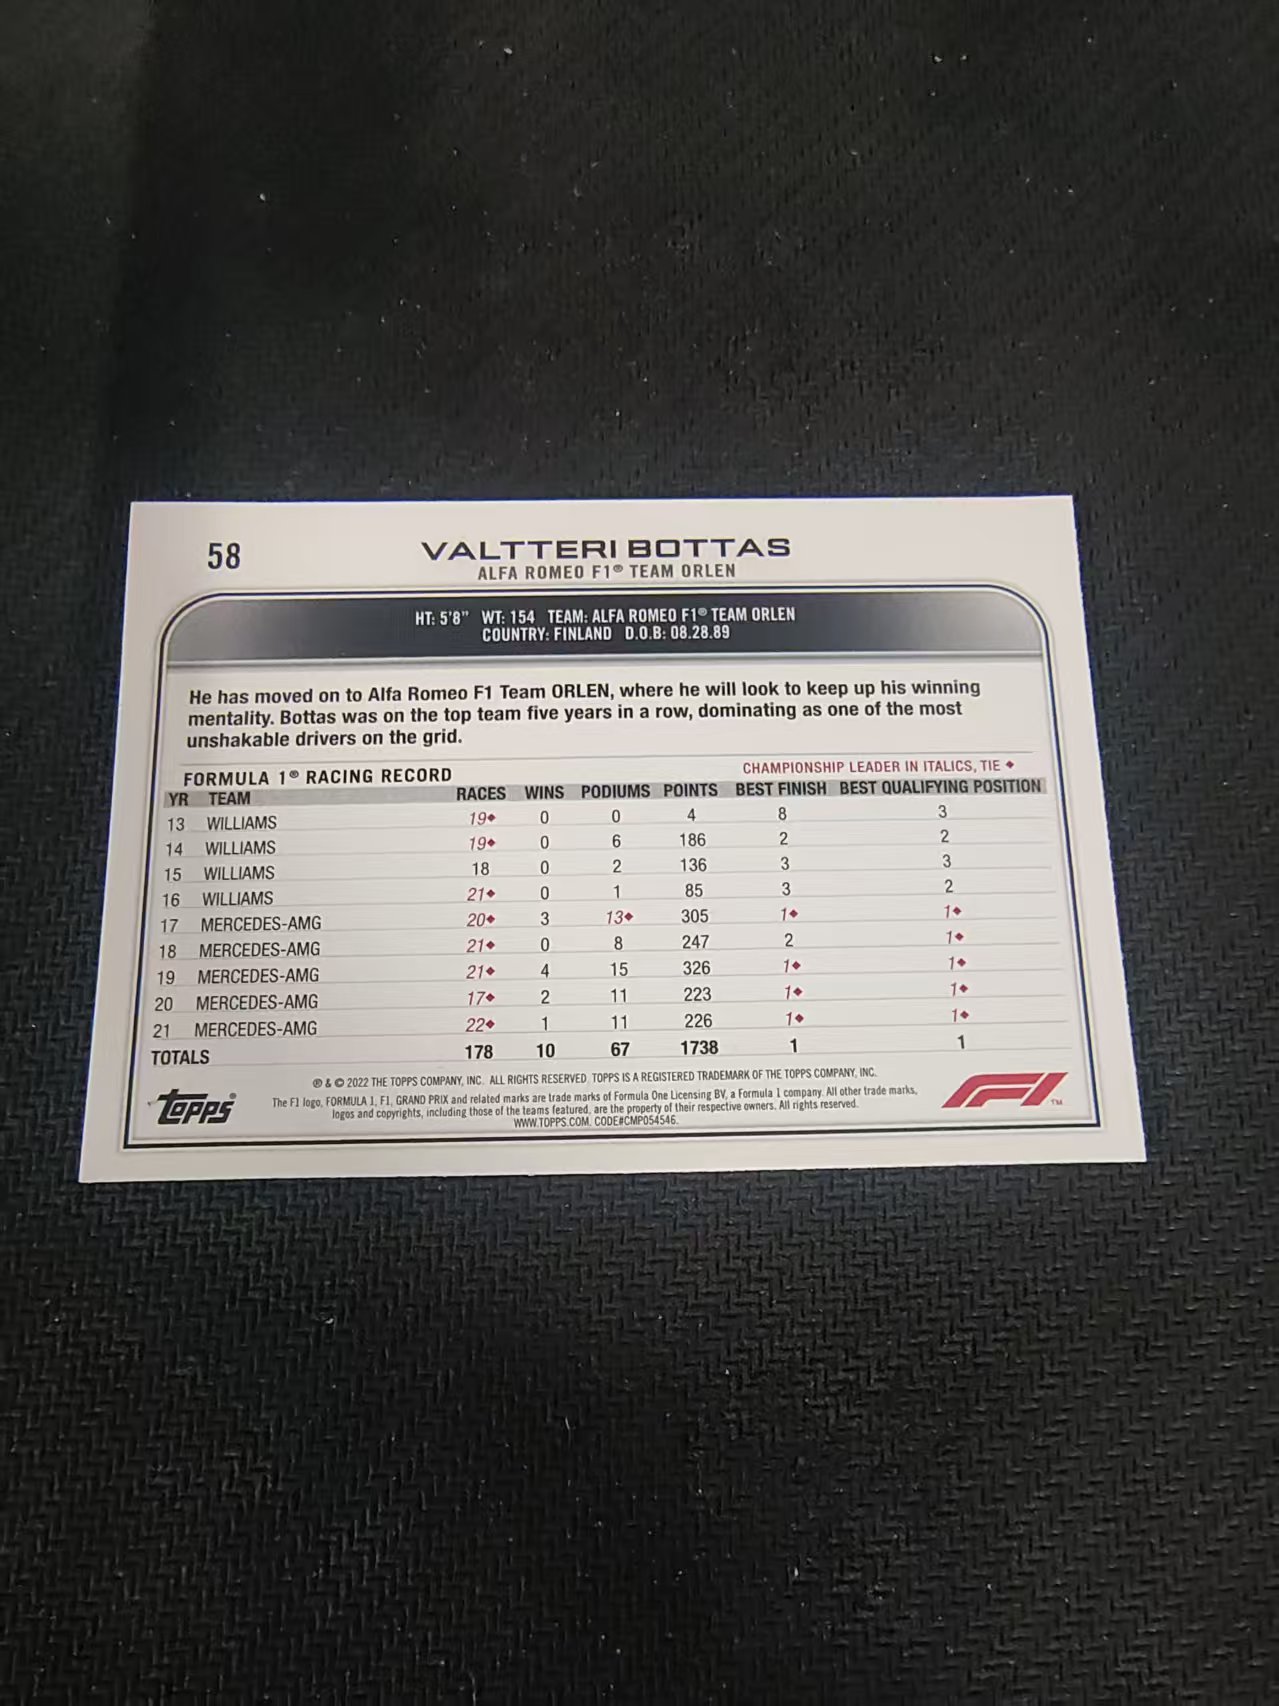 58
VALTTERI BOTTAS
ALFA ROMEO F1® TEAM ORLEN
HT: 5'8" WT: 154 TEAM: ALFA ROMEO F1® TEAM ORLEN
COUNTRY: FINLAND D.O.B: 08.28.89
He has moved on to Alfa Romeo F1 Team ORLEN, where he will look to keep up his winning
mentality. Bottas was on the top team five years in a row, dominating as one of the most
unshakable drivers on the grid.
FORMULA 1® RACING RECORD CHAMPIONSHIP LEADER IN ITALICS, TIE ◆
YR TEAM RACES WINS PODIUMS POINTS BEST FINISH BEST QUALIFYING POSITION
13 WILLIAMS 19◆ 0 0 4 8 3
14 WILLIAMS 19◆ 0 6 186 2 2
15 WILLIAMS 18 0 2 136 3 3
16 WILLIAMS 21◆ 0 1 85 3 2
17 MERCEDES-AMG 20◆ 3 13◆ 305 1◆ 1◆
18 MERCEDES-AMG 21◆ 0 8 247 2 1◆
19 MERCEDES-AMG 21◆ 4 15 326 1◆ 1◆
20 MERCEDES-AMG 17◆ 2 11 223 1◆ 1◆
21 MERCEDES-AMG 22◆ 1 11 226 1◆ 1◆
TOTALS 178 10 67 1738 1 1
® & © 2022 THE TOPPS COMPANY, INC. ALL RIGHTS RESERVED. TOPPS IS A REGISTERED TRADEMARK OF THE TOPPS COMPANY, INC.
The F1 logo, FORMULA 1, F1, GRAND PRIX and related marks are trade marks of Formula One Licensing BV, a Formula 1 company. All other trade marks,
logos and copyrights, including those of the teams featured, are the property of their respective owners. All rights reserved.
WWW.TOPPS.COM. CODE#CMP054546.
topps
F1™